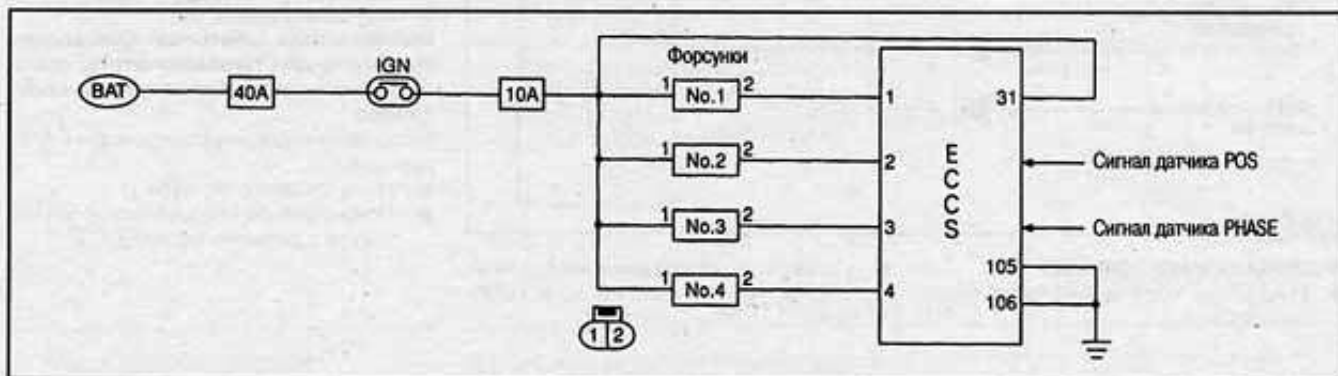 Форсунки
IGN
BAT
40A
10A
1 No.1 2
1
31
1 No.2 2
2
E
C
C
S
Сигнал датчика POS
1 No.3 2
3
Сигнал датчика PHASE
1 No.4 2
4
105
106
1 2